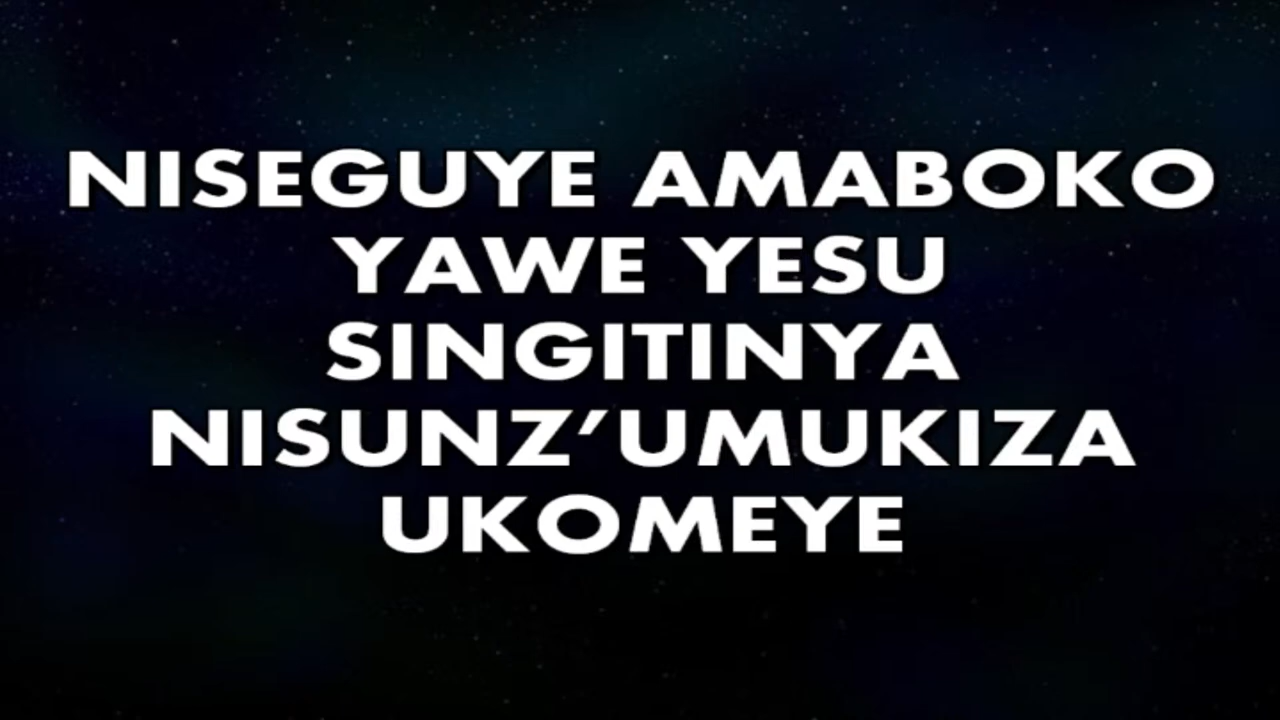 NISEGUYE AMABOKO
YAWE YESU
SINGITINYA
NISUNZ’UMUKIZA
UKOMEYE